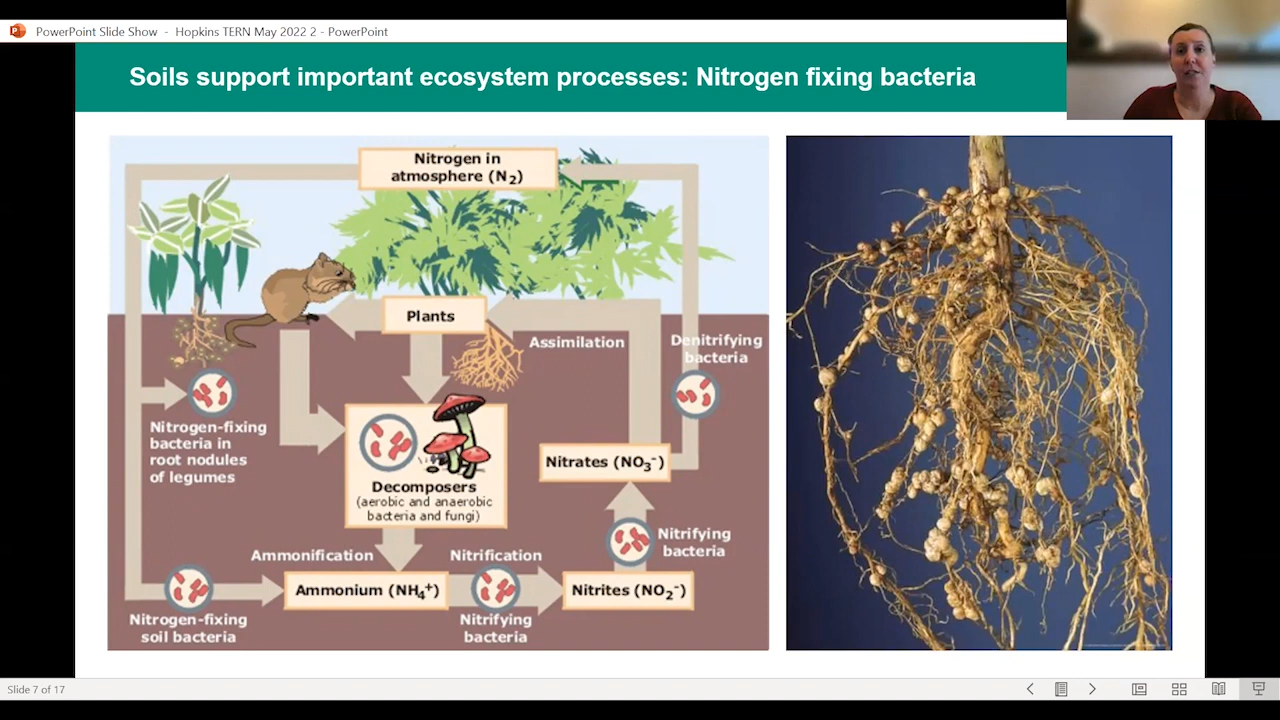 PowerPoint Slide Show - Hopkins TERN May 2022 2 - PowerPoint
Soils support important ecosystem processes: Nitrogen fixing bacteria
Nitrogen in
atmosphere (N₂)
Plants
Assimilation
Denitrifying
bacteria
Nitrogen-fixing
bacteria in
root nodules
of legumes
Decomposers
(aerobic and anaerobic
bacteria and fungi)
Nitrates (NO₃⁻)
Ammonification
Nitrification
Nitrifying
bacteria
Ammonium (NH₄⁺)
Nitrites (NO₂⁻)
Nitrogen-fixing
soil bacteria
Nitrifying
bacteria
Slide 7 of 17